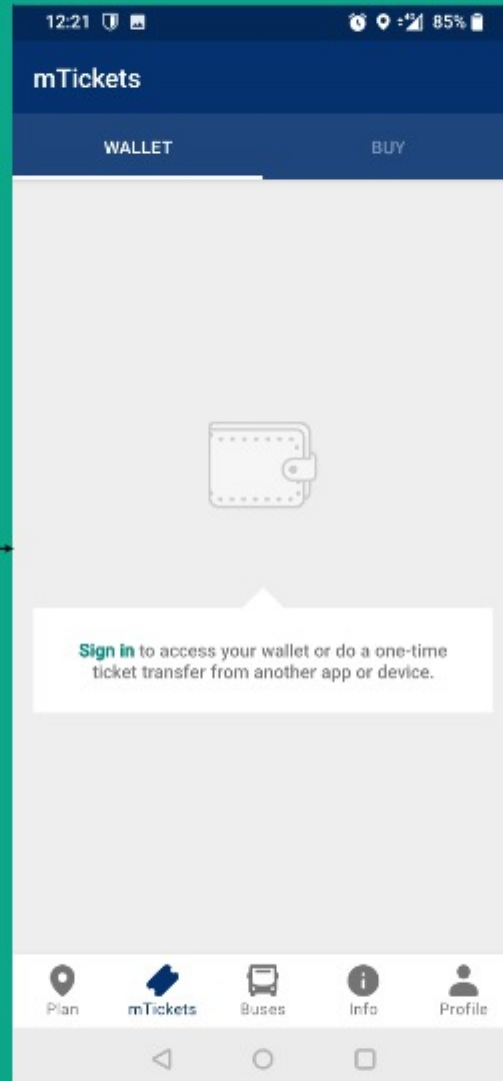 12:21 85%
mTickets
WALLET BUY
Sign in to access your wallet or do a one-time
ticket transfer from another app or device.
Plan mTickets Buses Info Profile